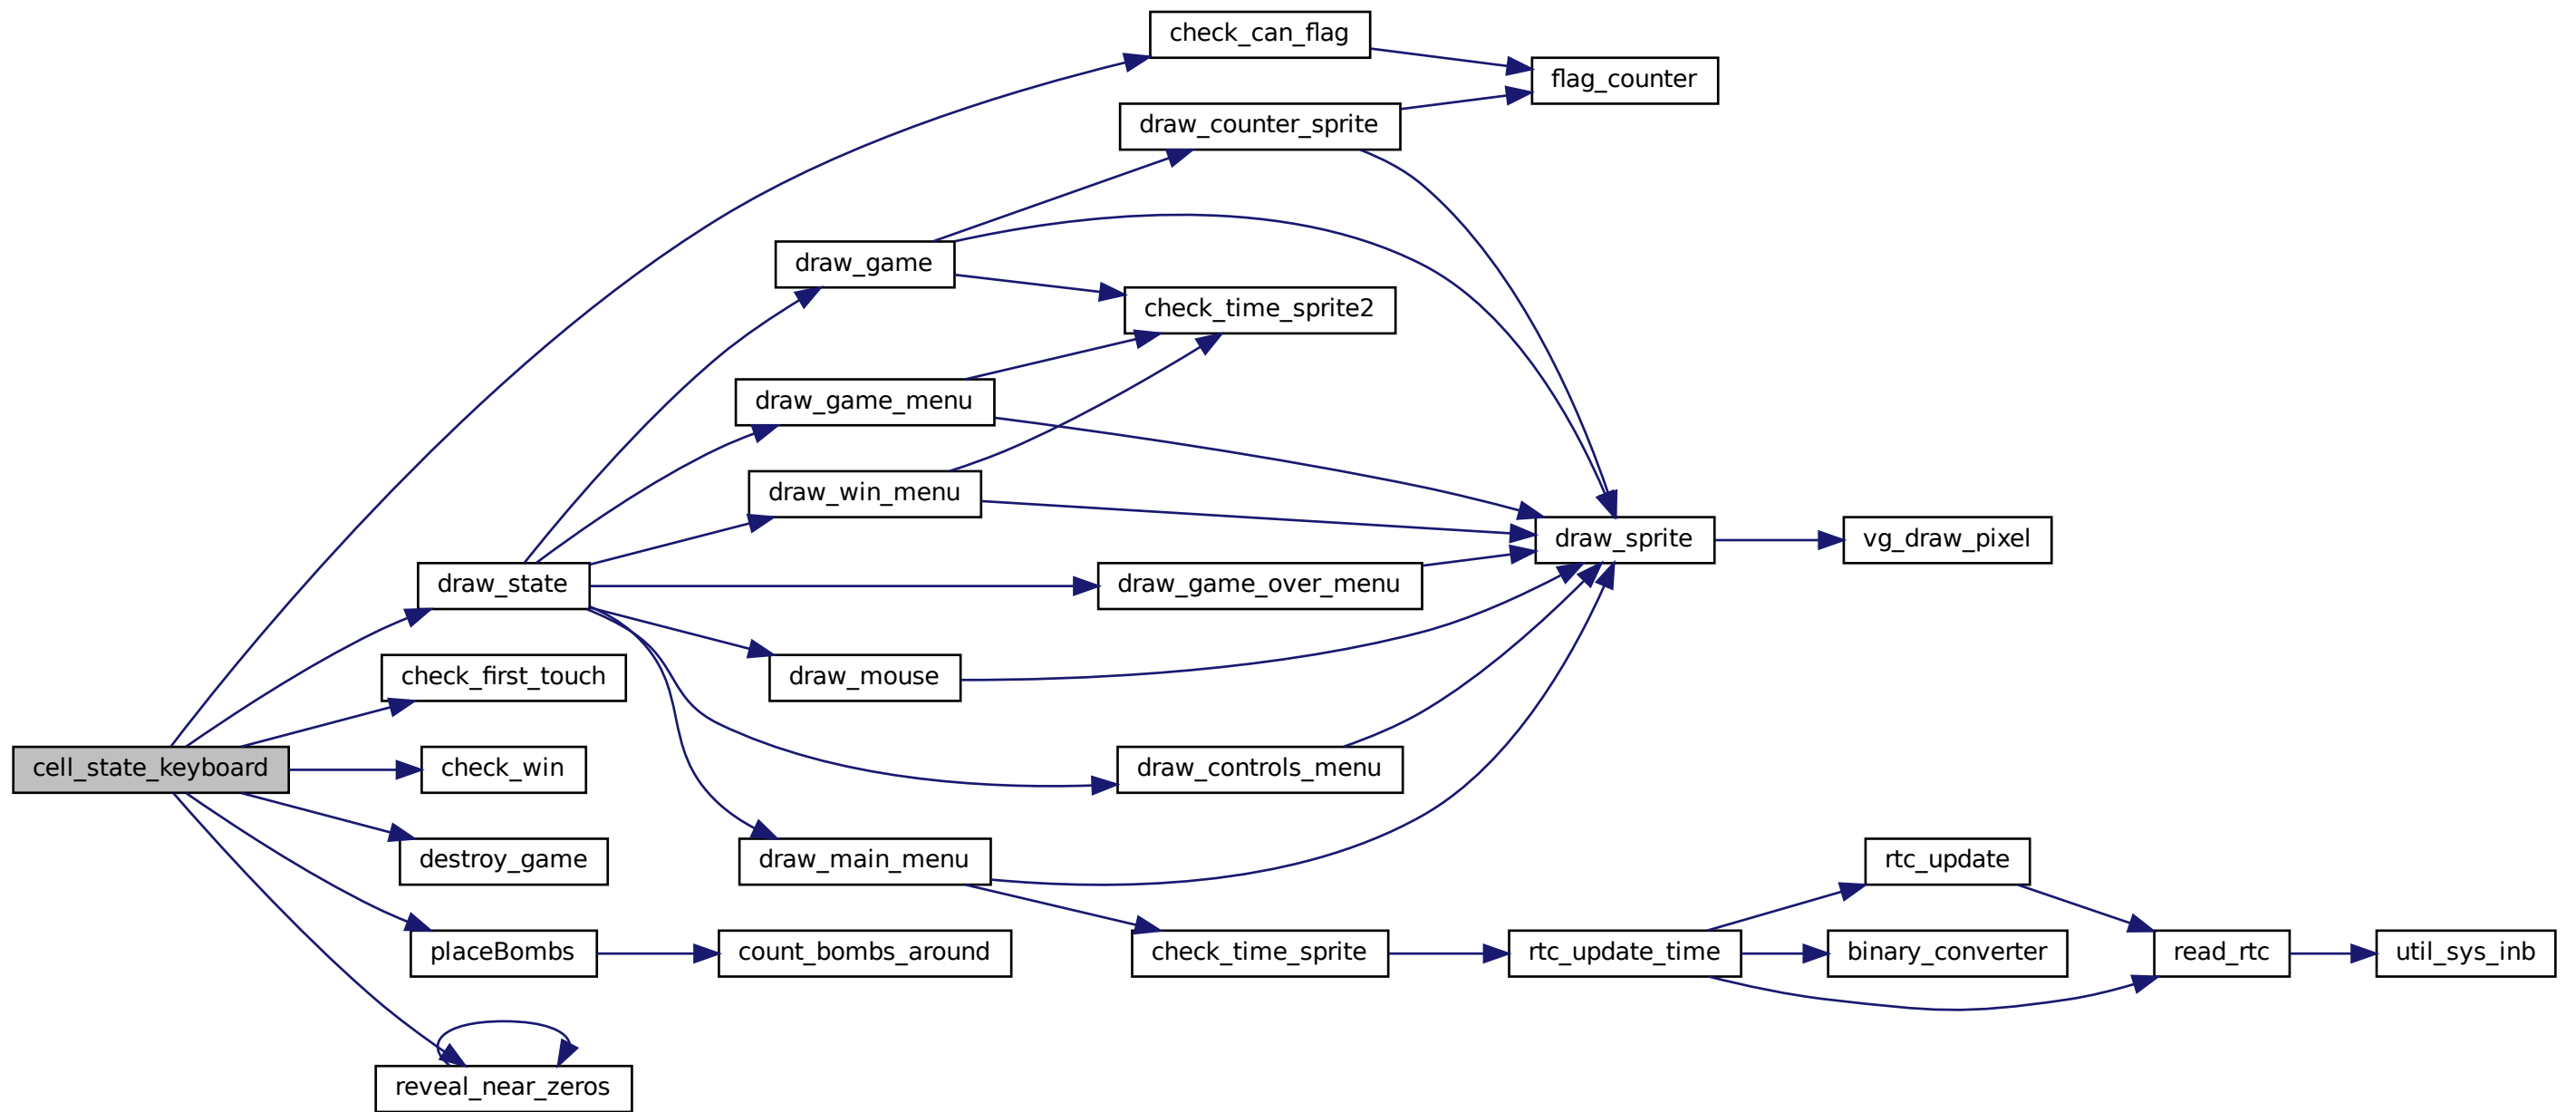 check_can_flag
flag_counter
draw_counter_sprite
draw_game
check_time_sprite2
draw_game_menu
draw_win_menu
draw_sprite
vg_draw_pixel
draw_state
draw_game_over_menu
check_first_touch
draw_mouse
cell_state_keyboard
check_win
draw_controls_menu
destroy_game
draw_main_menu
rtc_update
placeBombs
count_bombs_around
check_time_sprite
rtc_update_time
binary_converter
read_rtc
util_sys_inb
reveal_near_zeros